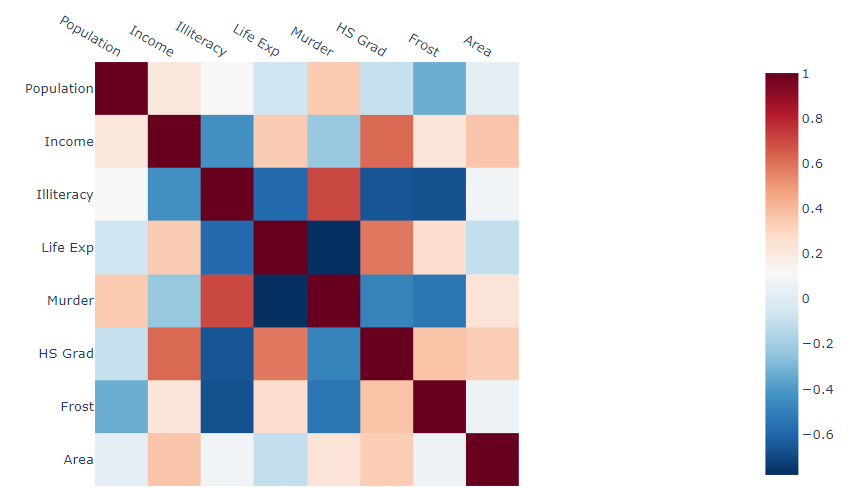 Population
Income
Illiteracy
Life Exp
Murder
HS Grad
Frost
Area
Population
Income
Illiteracy
Life Exp
Murder
HS Grad
Frost
Area
1
0.8
0.6
0.4
0.2
0
−0.2
−0.4
−0.6